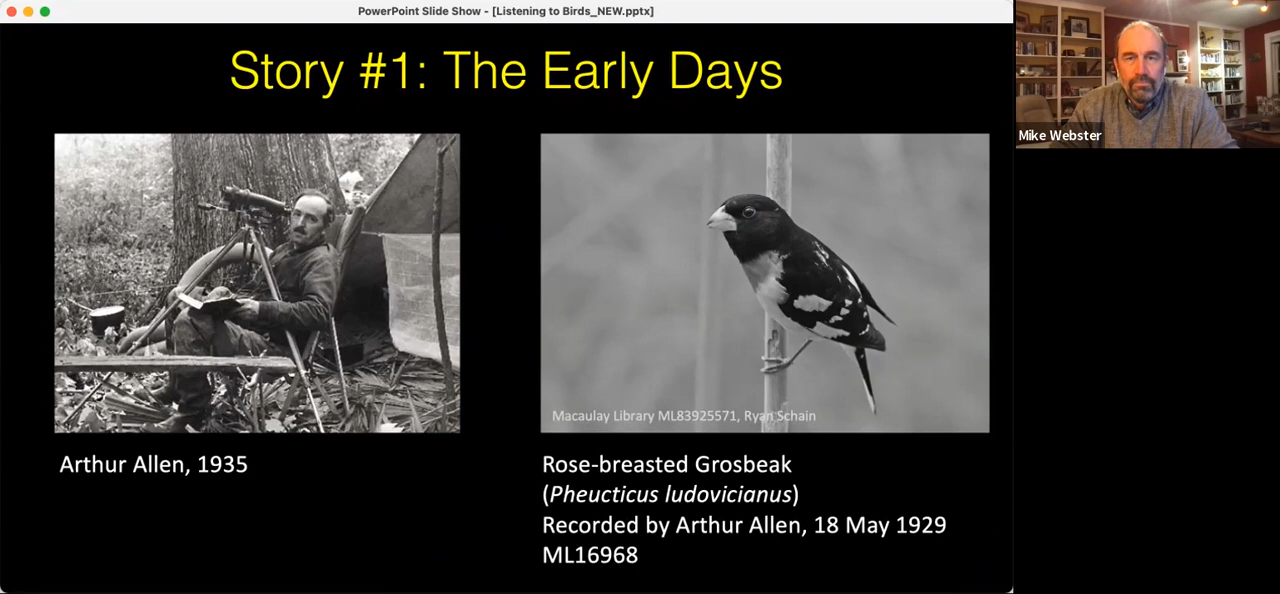 PowerPoint Slide Show - [Listening to Birds_NEW.pptx]
Story #1: The Early Days
Mike Webster
Macaulay Library ML83925571, Ryan Schain
Arthur Allen, 1935
Rose-breasted Grosbeak
(Pheucticus ludovicianus)
Recorded by Arthur Allen, 18 May 1929
ML16968